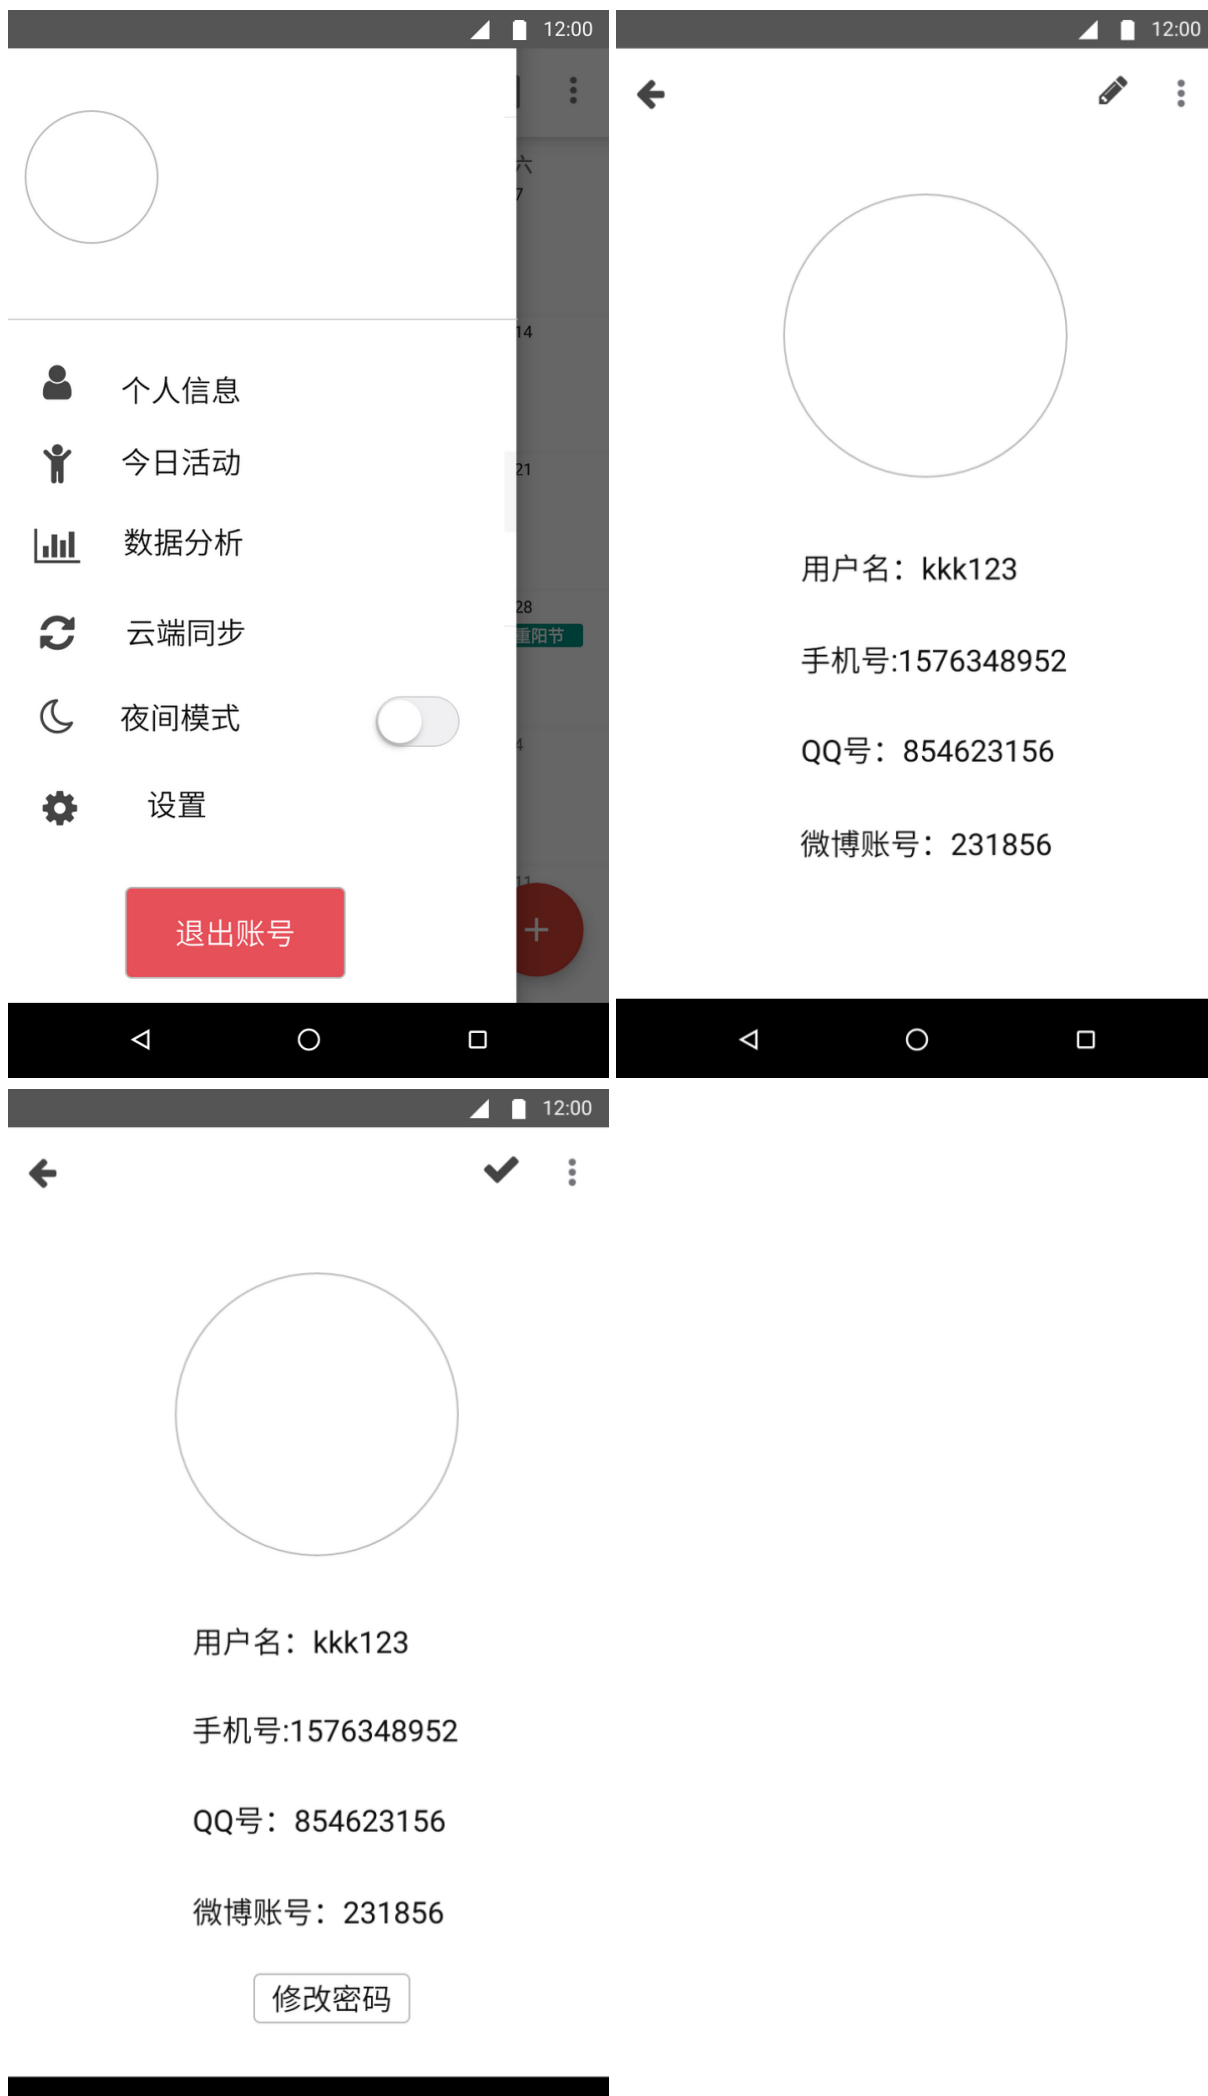 12:00
六
7
14
个人信息
今日活动
21
数据分析
28
重阳节
云端同步
夜间模式
4
设置
11
退出账号
+
12:00
用户名：kkk123
手机号:1576348952
QQ号：854623156
微博账号：231856
12:00
用户名：kkk123
手机号:1576348952
QQ号：854623156
微博账号：231856
修改密码